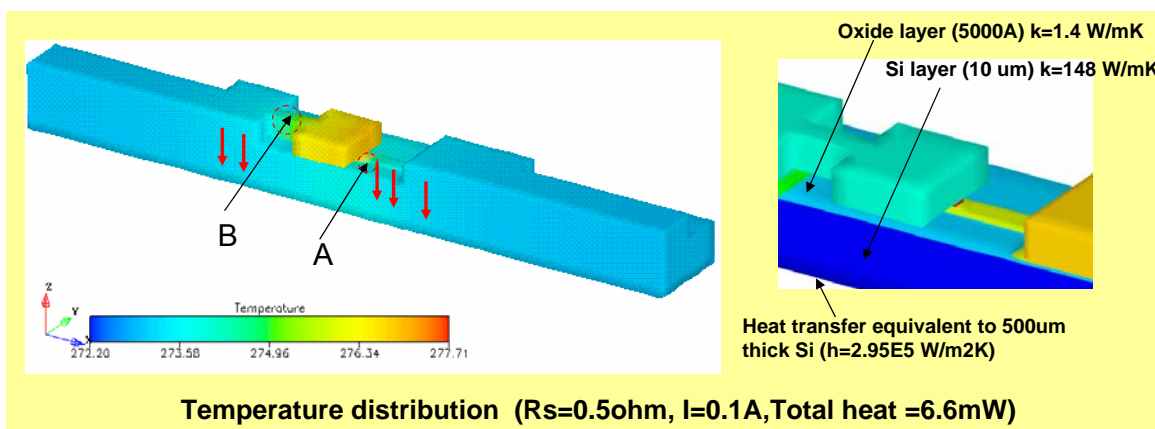 Oxide layer (5000A) k=1.4 W/mK
Si layer (10 um) k=148 W/mK
B
A
Z
Y
X
Temperature
272.20 273.58 274.96 276.34 277.71
Heat transfer equivalent to 500um
thick Si (h=2.95E5 W/m2K)
Temperature distribution (Rs=0.5ohm, I=0.1A,Total heat =6.6mW)